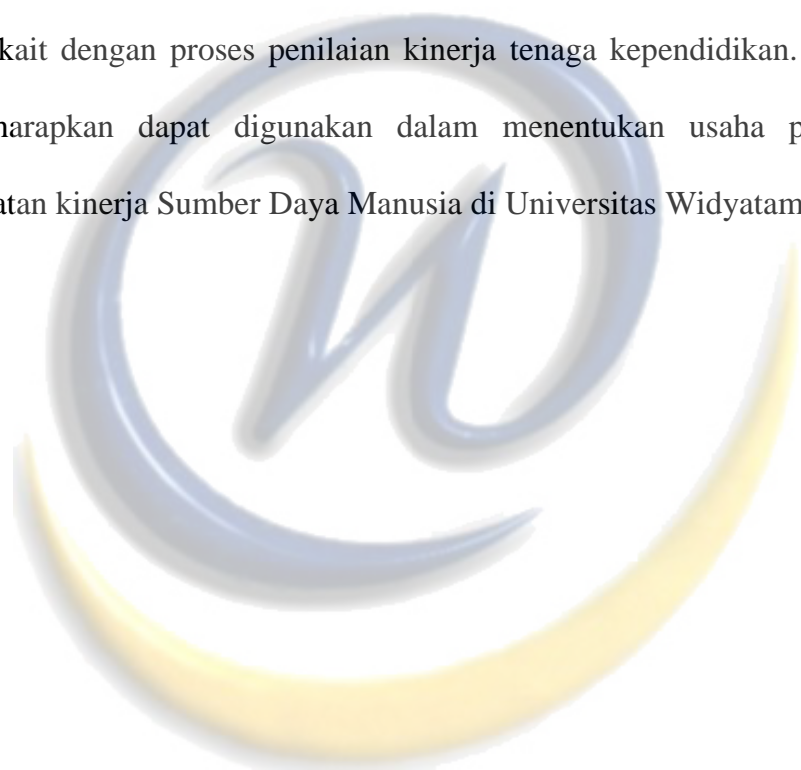 kait dengan proses penilaian kinerja tenaga kependidikan.
harapkan dapat digunakan dalam menentukan usaha p
atan kinerja Sumber Daya Manusia di Universitas Widyatam